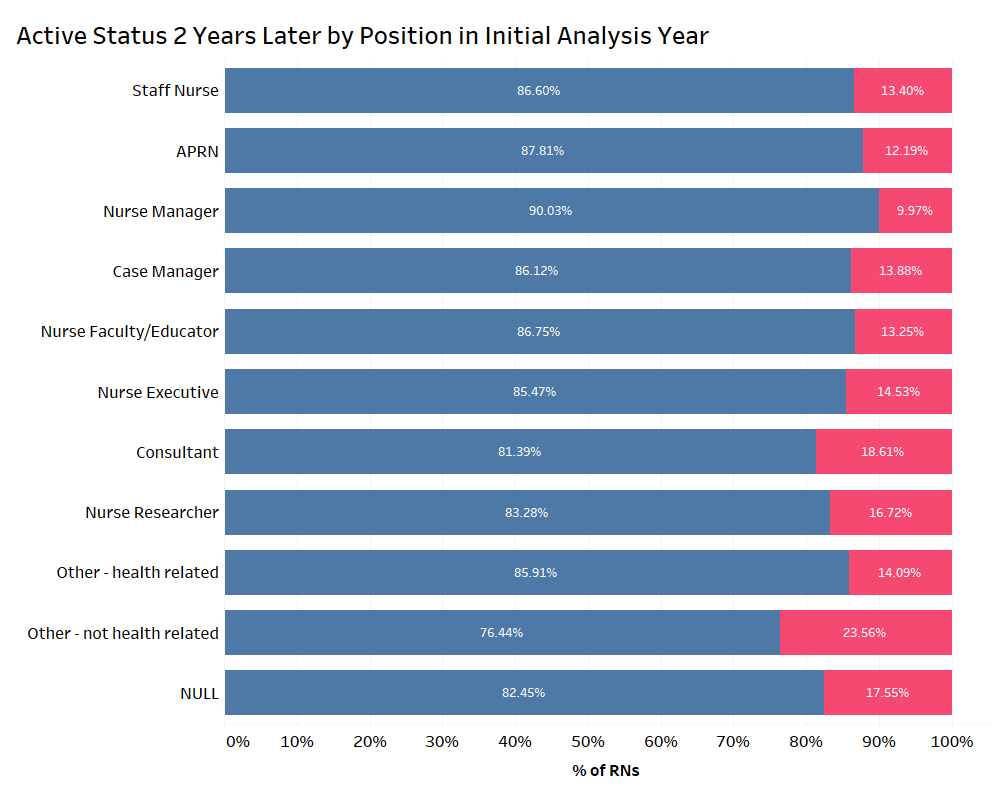 Active Status 2 Years Later by Position in Initial Analysis Year
Staff Nurse 86.60% 13.40%
APRN 87.81% 12.19%
Nurse Manager 90.03% 9.97%
Case Manager 86.12% 13.88%
Nurse Faculty/Educator 86.75% 13.25%
Nurse Executive 85.47% 14.53%
Consultant 81.39% 18.61%
Nurse Researcher 83.28% 16.72%
Other - health related 85.91% 14.09%
Other - not health related 76.44% 23.56%
NULL 82.45% 17.55%
0% 10% 20% 30% 40% 50% 60% 70% 80% 90% 100%
% of RNs